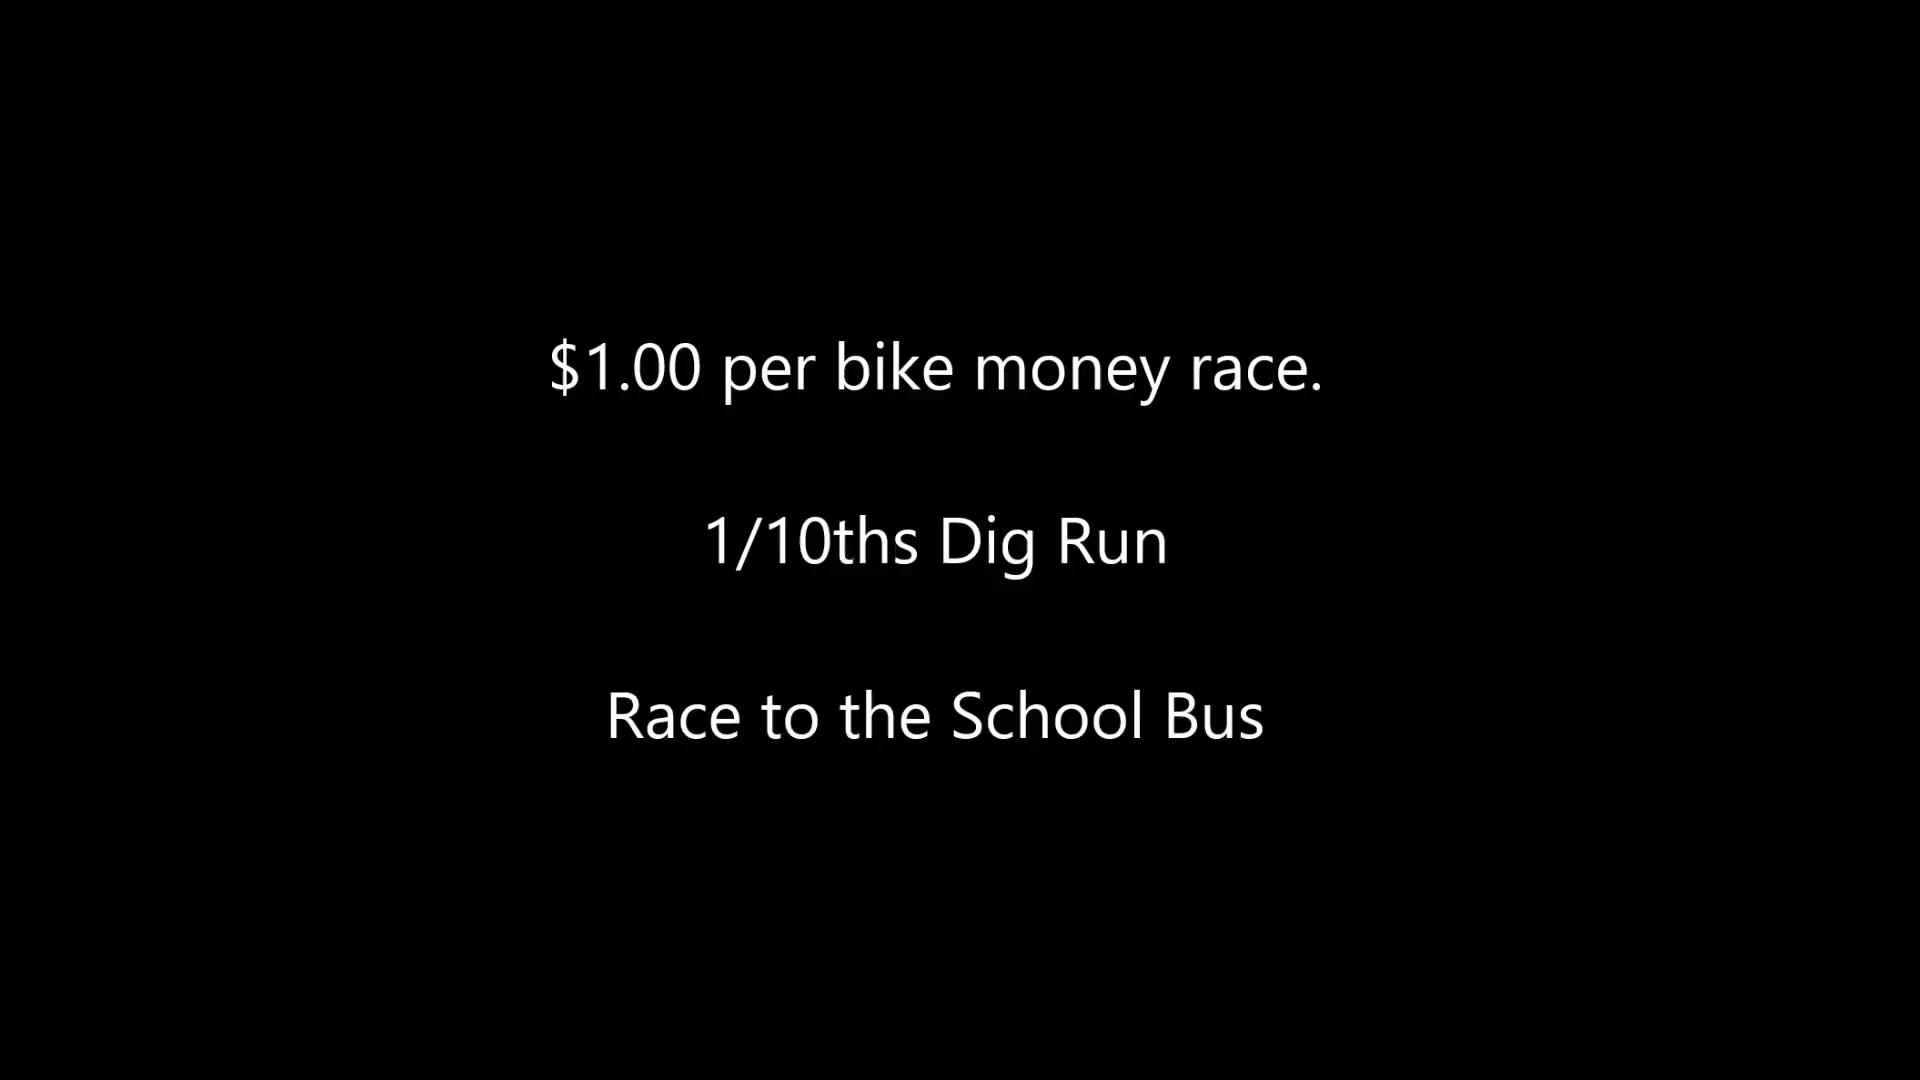 $1.00 per bike money race.
1/10ths Dig Run
Race to the School Bus